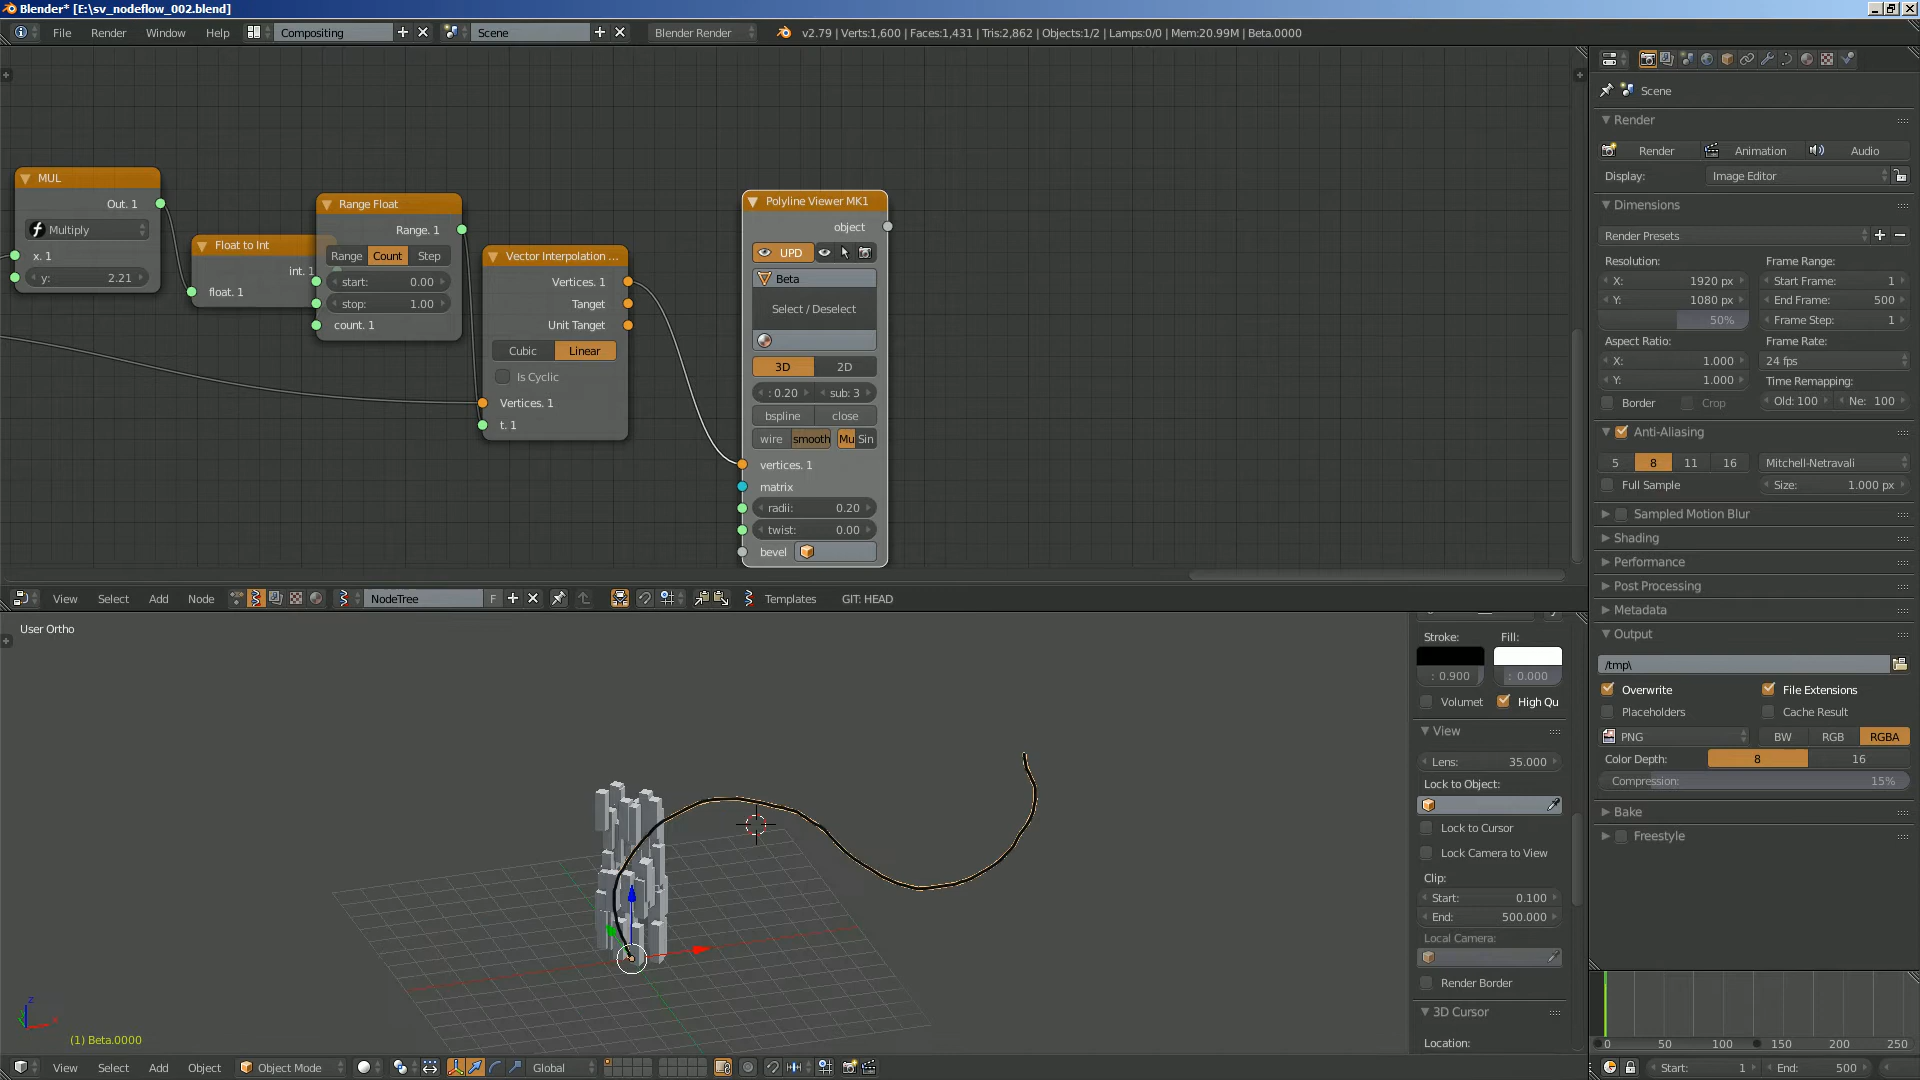 Blender* [E:\sv_nodeflow_002.blend]
File Render Window Help Compositing Scene Blender Render v2.79 | Verts:1,600 | Faces:1,431 | Tris:2,862 | Objects:1/2 | Lamps:0/0 | Mem:20.99M | Beta.0000
MUL
Out. 1
Multiply
x. 1
y: 2.21
Float to Int
int. 1
float. 1
Range Float
Range. 1
Range Count Step
start: 0.00
stop: 1.00
count. 1
Vector Interpolation ...
Vertices. 1
Tanget
Unit Tanget
Cubic Linear
Is Cyclic
Vertices. 1
t. 1
Polyline Viewer MK1
object
UPD
Beta
Select / Deselect
3D 2D
: 0.20 sub: 3
bspline close
wire smooth Mu Sin
vertices. 1
matrix
radii: 0.20
twist: 0.00
bevel
View Select Add Node NodeTree F Templates GIT: HEAD
User Ortho
z
x
(1) Beta.0000
View Select Add Object Object Mode Global
Stroke: Fill:
: 0.900 : 0.000
Volumet High Qu
View
Lens: 35.000
Lock to Object:
Lock to Cursor
Lock Camera to View
Clip:
Start: 0.100
End: 500.000
Local Camera:
Render Border
3D Cursor
Location:
Scene
Render
Render Animation Audio
Display: Image Editor
Dimensions
Render Presets
Resolution: Frame Range:
X: 1920 px Start Frame: 1
Y: 1080 px End Frame: 500
50% Frame Step: 1
Aspect Ratio: Frame Rate:
X: 1.000 24 fps
Y: 1.000 Time Remapping:
Border Crop Old: 100 Ne: 100
Anti-Aliasing
5 8 11 16 Mitchell-Netravali
Full Sample Size: 1.000 px
Sampled Motion Blur
Shading
Performance
Post Processing
Metadata
Output
/tmp\
Overwrite File Extensions
Placeholders Cache Result
PNG BW RGB RGBA
Color Depth: 8 16
Compression: 15%
Bake
Freestyle
0 50 100 150 200 250
Start: 1 End: 500